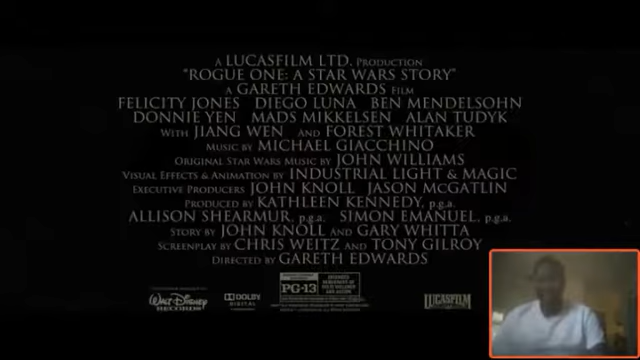 A LUCASFILM LTD. PRODUCTION
"ROGUE ONE: A STAR WARS STORY"
A GARETH EDWARDS FILM
FELICITY JONES DIEGO LUNA BEN MENDELSOHN
DONNIE YEN MADS MIKKELSEN ALAN TUDYK
WITH JIANG WEN AND FOREST WHITAKER
MUSIC BY MICHAEL GIACCHINO
ORIGINAL STAR WARS MUSIC BY JOHN WILLIAMS
VISUAL EFFECTS & ANIMATION BY INDUSTRIAL LIGHT & MAGIC
EXECUTIVE PRODUCERS JOHN KNOLL JASON McGATLIN
PRODUCED BY KATHLEEN KENNEDY, p.g.a.
ALLISON SHEARMUR, p.g.a. SIMON EMANUEL, p.g.a.
STORY BY JOHN KNOLL AND GARY WHITTA
SCREENPLAY BY CHRIS WEITZ AND TONY GILROY
DIRECTED BY GARETH EDWARDS
WALT DISNEY RECORDS
DOLBY DIGITAL
PG-13
LUCASFILM